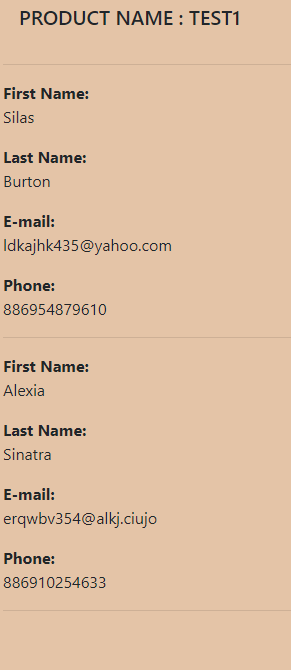 PRODUCT NAME : TEST1
First Name:
Silas
Last Name:
Burton
E-mail:
ldkajhk435@yahoo.com
Phone:
886954879610
First Name:
Alexia
Last Name:
Sinatra
E-mail:
erqwbv354@alkj.ciujo
Phone:
886910254633